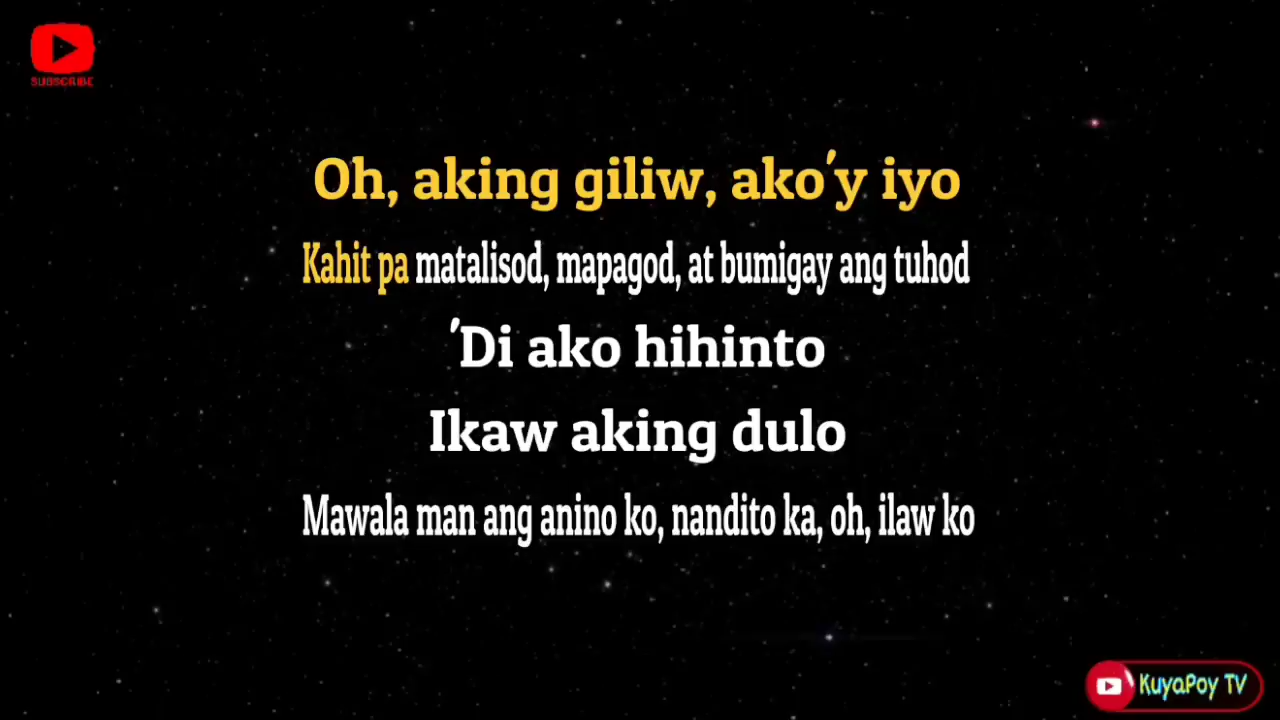 SUBSCRIBE
Oh, aking giliw, ako'y iyo
Kahit pa matalisod, mapagod, at bumigay ang tuhod
'Di ako hihinto
Ikaw aking dulo
Mawala man ang anino ko, nandito ka, oh, ilaw ko
KuyaPoy TV